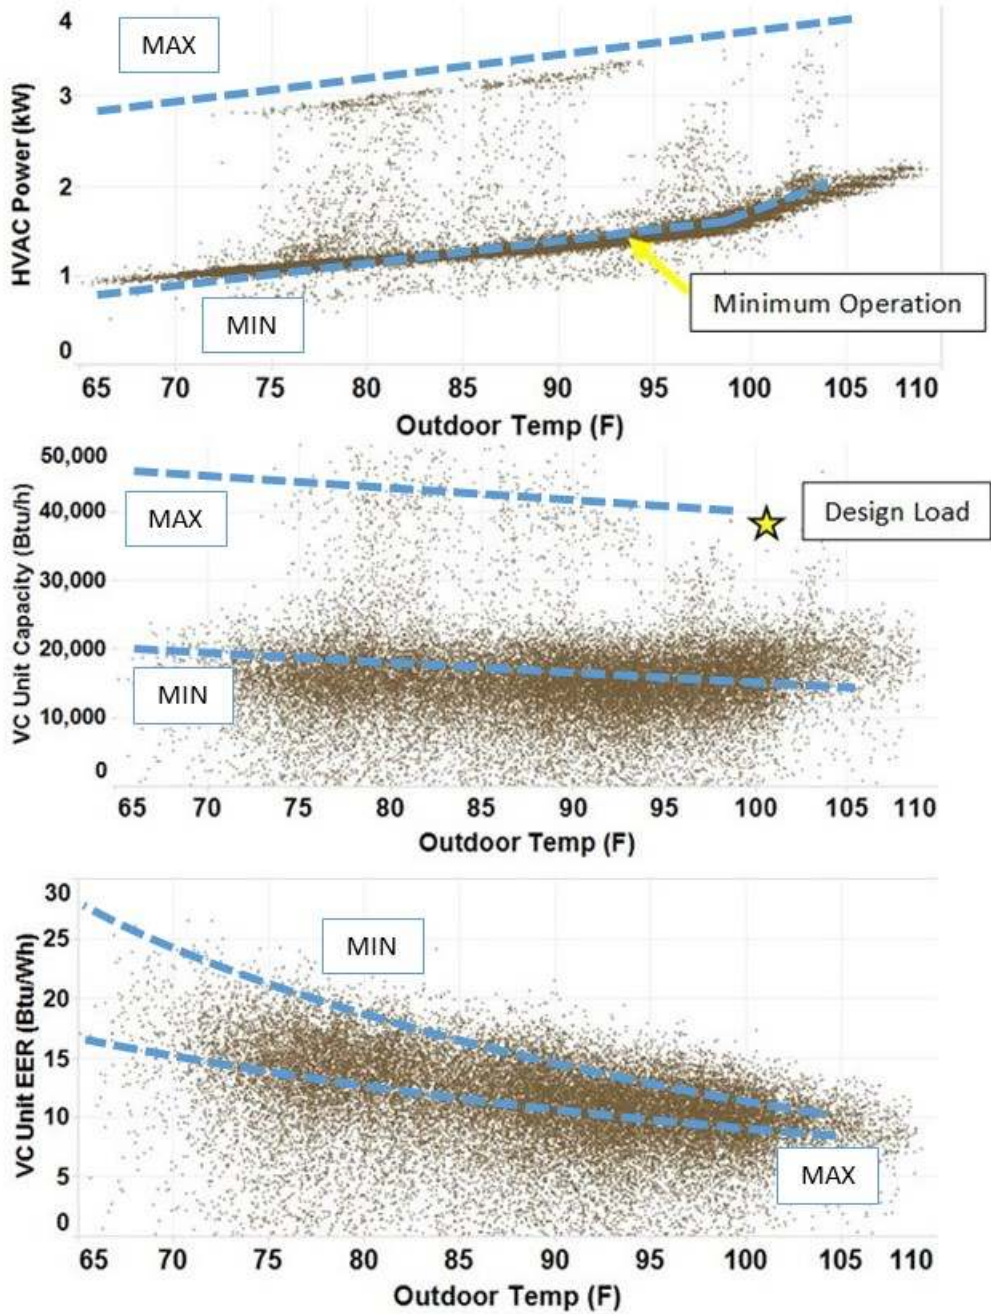 4
MAX
HVAC Power (kW)
3
2
1
MIN
Minimum Operation
0
65 70 75 80 85 90 95 100 105 110
Outdoor Temp (F)
50,000
MAX
Design Load
VC Unit Capacity (Btu/h)
40,000
30,000
20,000
MIN
10,000
0
65 70 75 80 85 90 95 100 105 110
Outdoor Temp (F)
30
MIN
VC Unit EER (Btu/Wh)
25
20
15
10
MAX
5
0
65 70 75 80 85 90 95 100 105 110
Outdoor Temp (F)